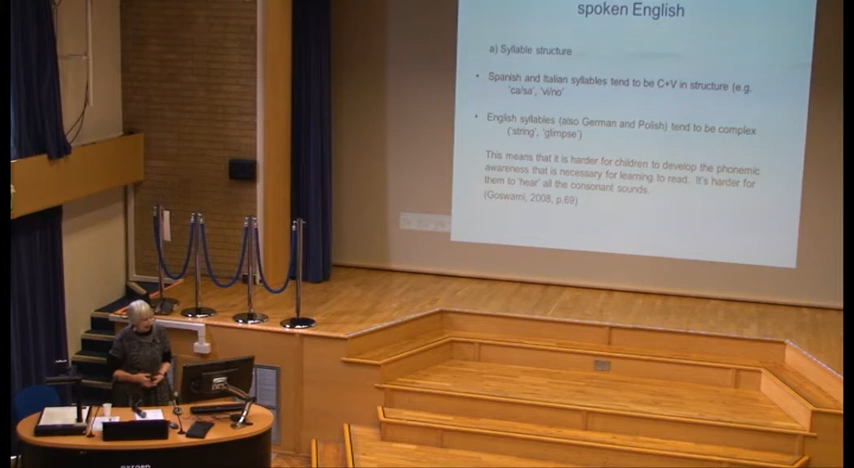 spoken English
a) Syllable structure
• Spanish and Italian syllables tend to be C+V in structure (e.g.
'ca/sa', 'vi/no'
• English syllables (also German and Polish) tend to be complex
('string', 'glimpse')
This means that it is harder for children to develop the phonemic
awareness that is necessary for learning to read. It's harder for
them to 'hear' all the consonant sounds.
(Goswami, 2008, p.69)
OXFORD